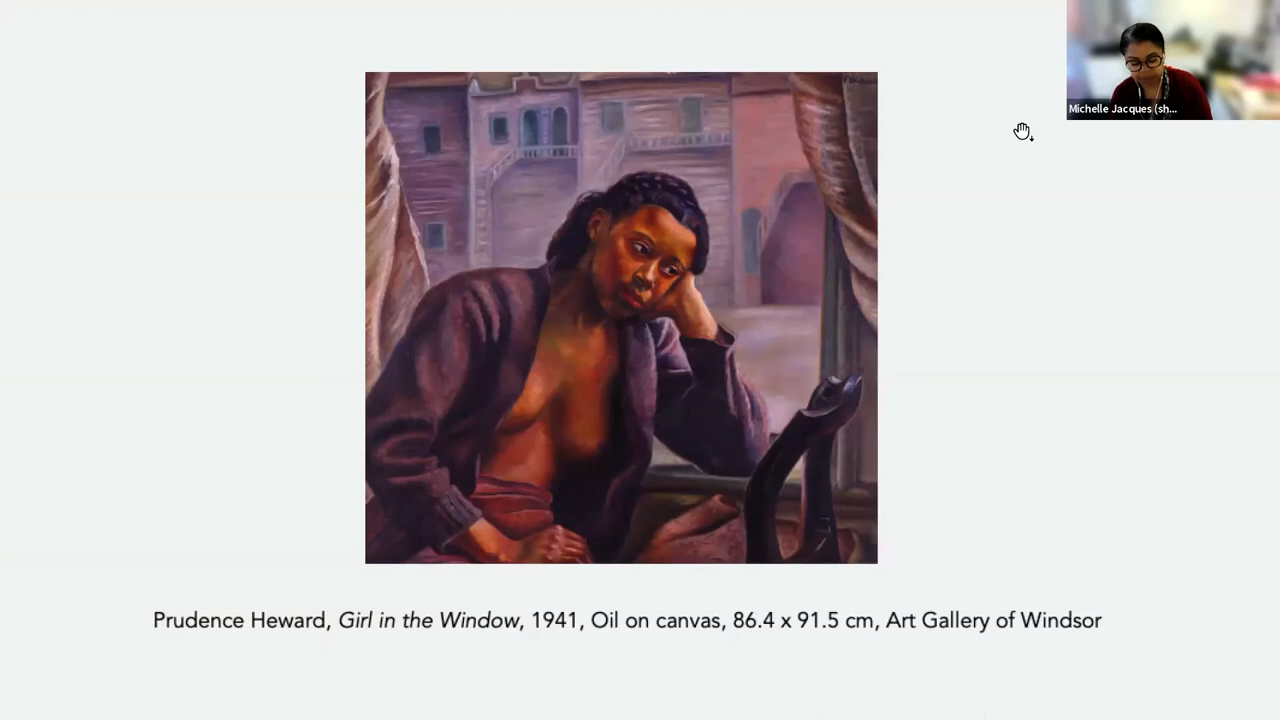 Michelle Jacques (sh...
Prudence Heward, Girl in the Window, 1941, Oil on canvas, 86.4 x 91.5 cm, Art Gallery of Windsor